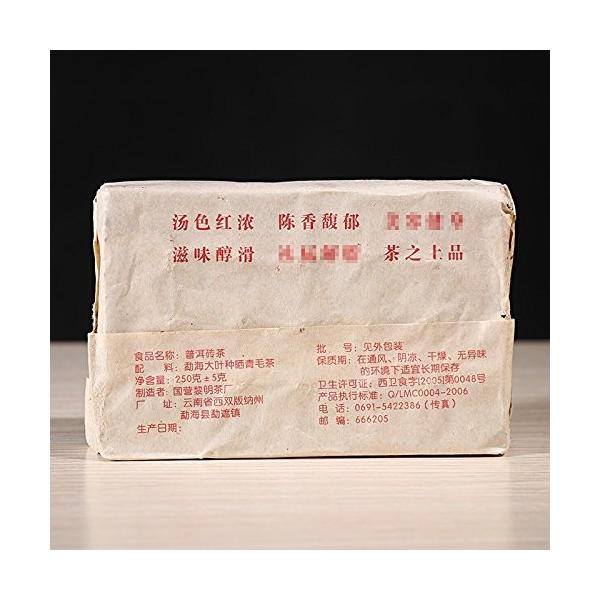 汤色红浓 陈香馥郁
滋味醇滑 茶之上品
食品名称：普洱砖茶
配 料：勐海大叶种晒青毛茶
净含量：250克±5克
制造者：国营黎明茶厂
厂 址：云南省西双版纳州
勐海县勐遮镇
生产日期：
批 号：见外包装
保质期：在通风、阴凉、干燥、无异味
的环境下适宜长期保存
卫生许可证：西卫食字[2005]第0048号
产品执行标准：Q/LMC0004-2006
电 话：0691-5422386（传真）
邮 编：666205